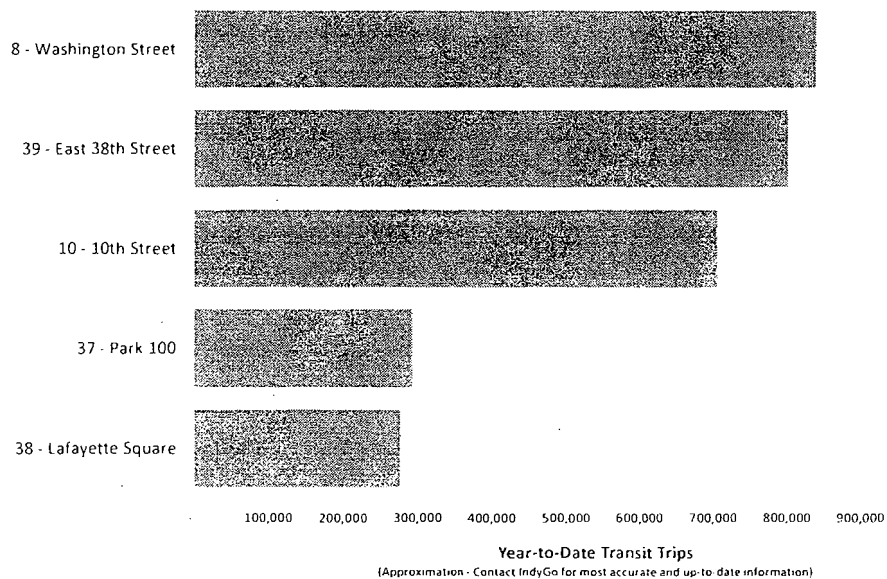 8 - Washington Street
39 - East 38th Street
10 - 10th Street
37 - Park 100
38 - Lafayette Square
100,000 200,000 300,000 400,000 500,000 600,000 700,000 800,000 900,000
Year-to-Date Transit Trips
(Approximation - Contact IndyGo for most accurate and up-to-date information)